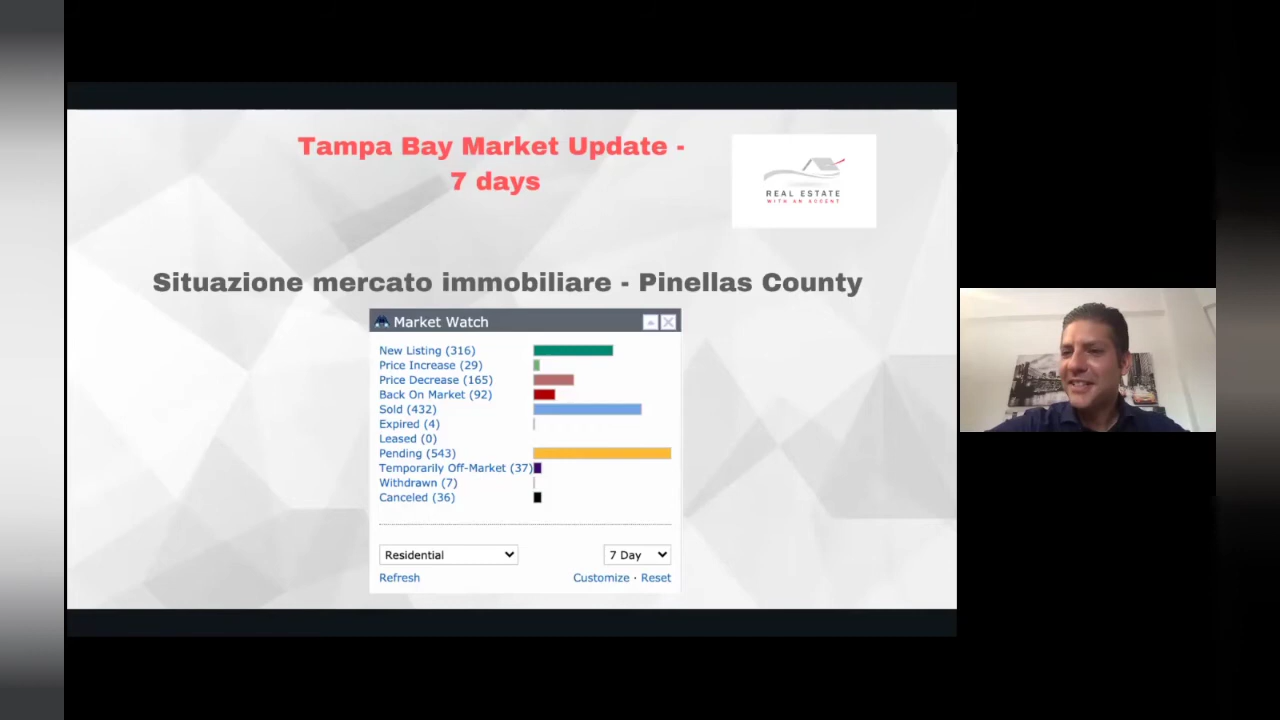 Tampa Bay Market Update -
7 days
REAL ESTATE
WITH AN ACCENT
Situazione mercato immobiliare - Pinellas County
Market Watch
New Listing (316)
Price Increase (29)
Price Decrease (165)
Back On Market (92)
Sold (432)
Expired (4)
Leased (0)
Pending (543)
Temporarily Off-Market (37)
Withdrawn (7)
Canceled (36)
Residential
7 Day
Refresh
Customize · Reset